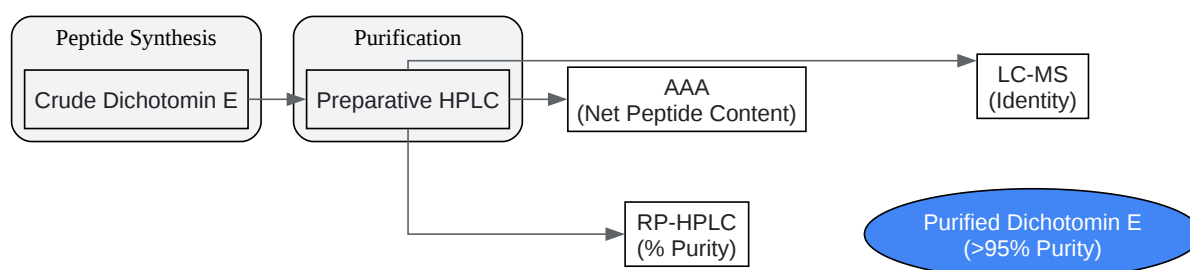 Peptide Synthesis
Purification
Crude Dichotomin E
Preparative HPLC
AAA
(Net Peptide Content)
LC-MS
(Identity)
RP-HPLC
(% Purity)
Purified Dichotomin E
(>95% Purity)